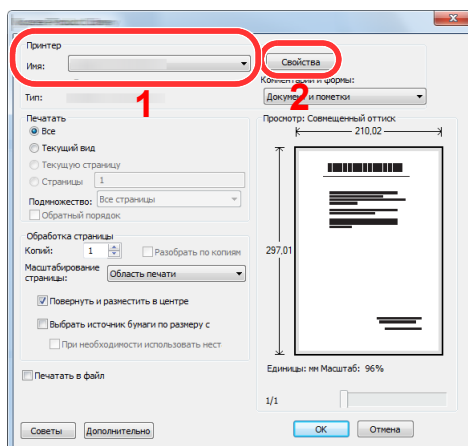 Принтер
Имя:
Свойства
Комментарии и формы:
Тип:
1
2
Документ и пометки
Печатать
Все
Текущий вид
Текущую страницу
Страницы 1
Подмножество: Все страницы
Обратный порядок
Просмотр: Совмещенный оттиск
210,02
297,01
Обработка страницы
Копий: 1 Разобрать по копиям
Масштабирование страницы: Область печати
Повернуть и разместить в центре
Выбрать источник бумаги по размеру с
При необходимости использовать нест
Печатать в файл
Единицы: мм Масштаб: 96%
1/1
Советы Дополнительно
OK Отмена